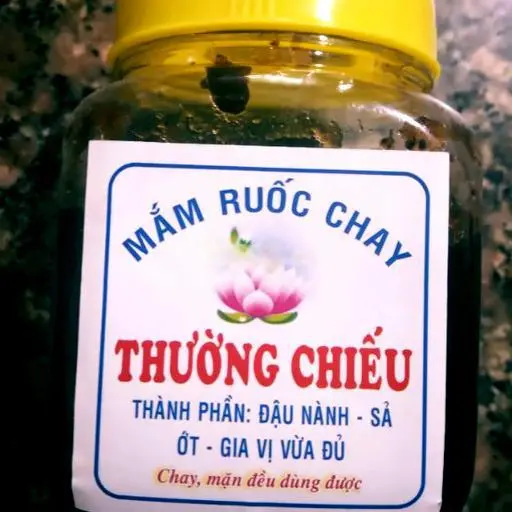 MẮM RUỐC CHAY
THƯỜNG CHIẾU
THÀNH PHẦN: ĐẬU NÀNH - SẢ
ỚT - GIA VỊ VỪA ĐỦ
Chay, mặn đều dùng được